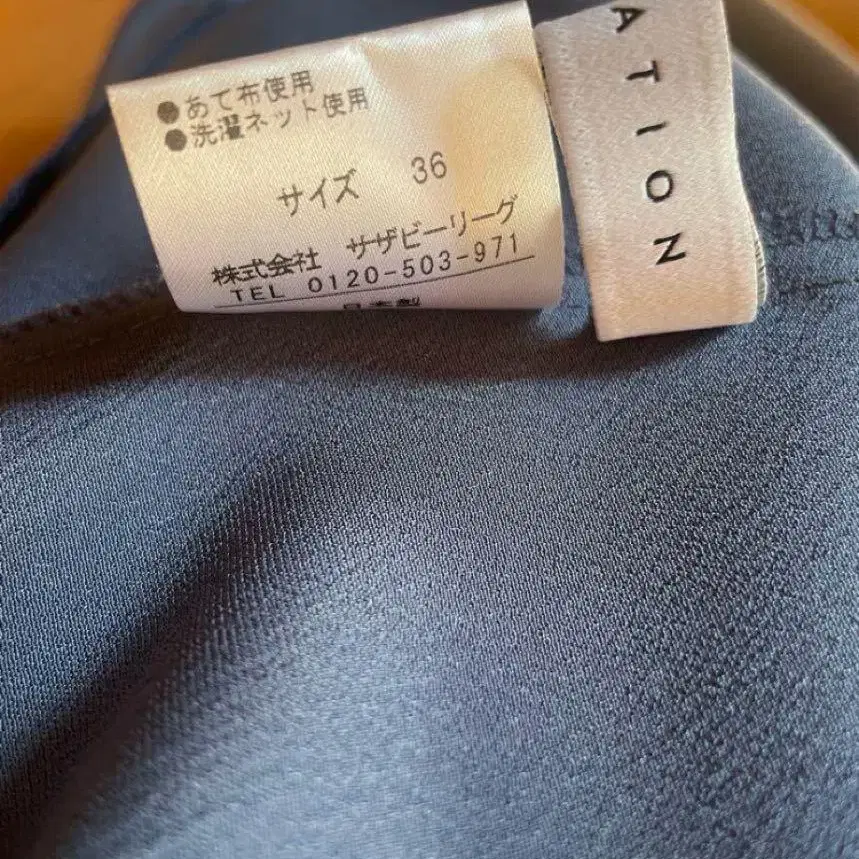 ●あて布使用
●洗濯ネット使用
サイズ 36
株式会社 サザビーリーグ
TEL 0120-503-971
日本製
ATION